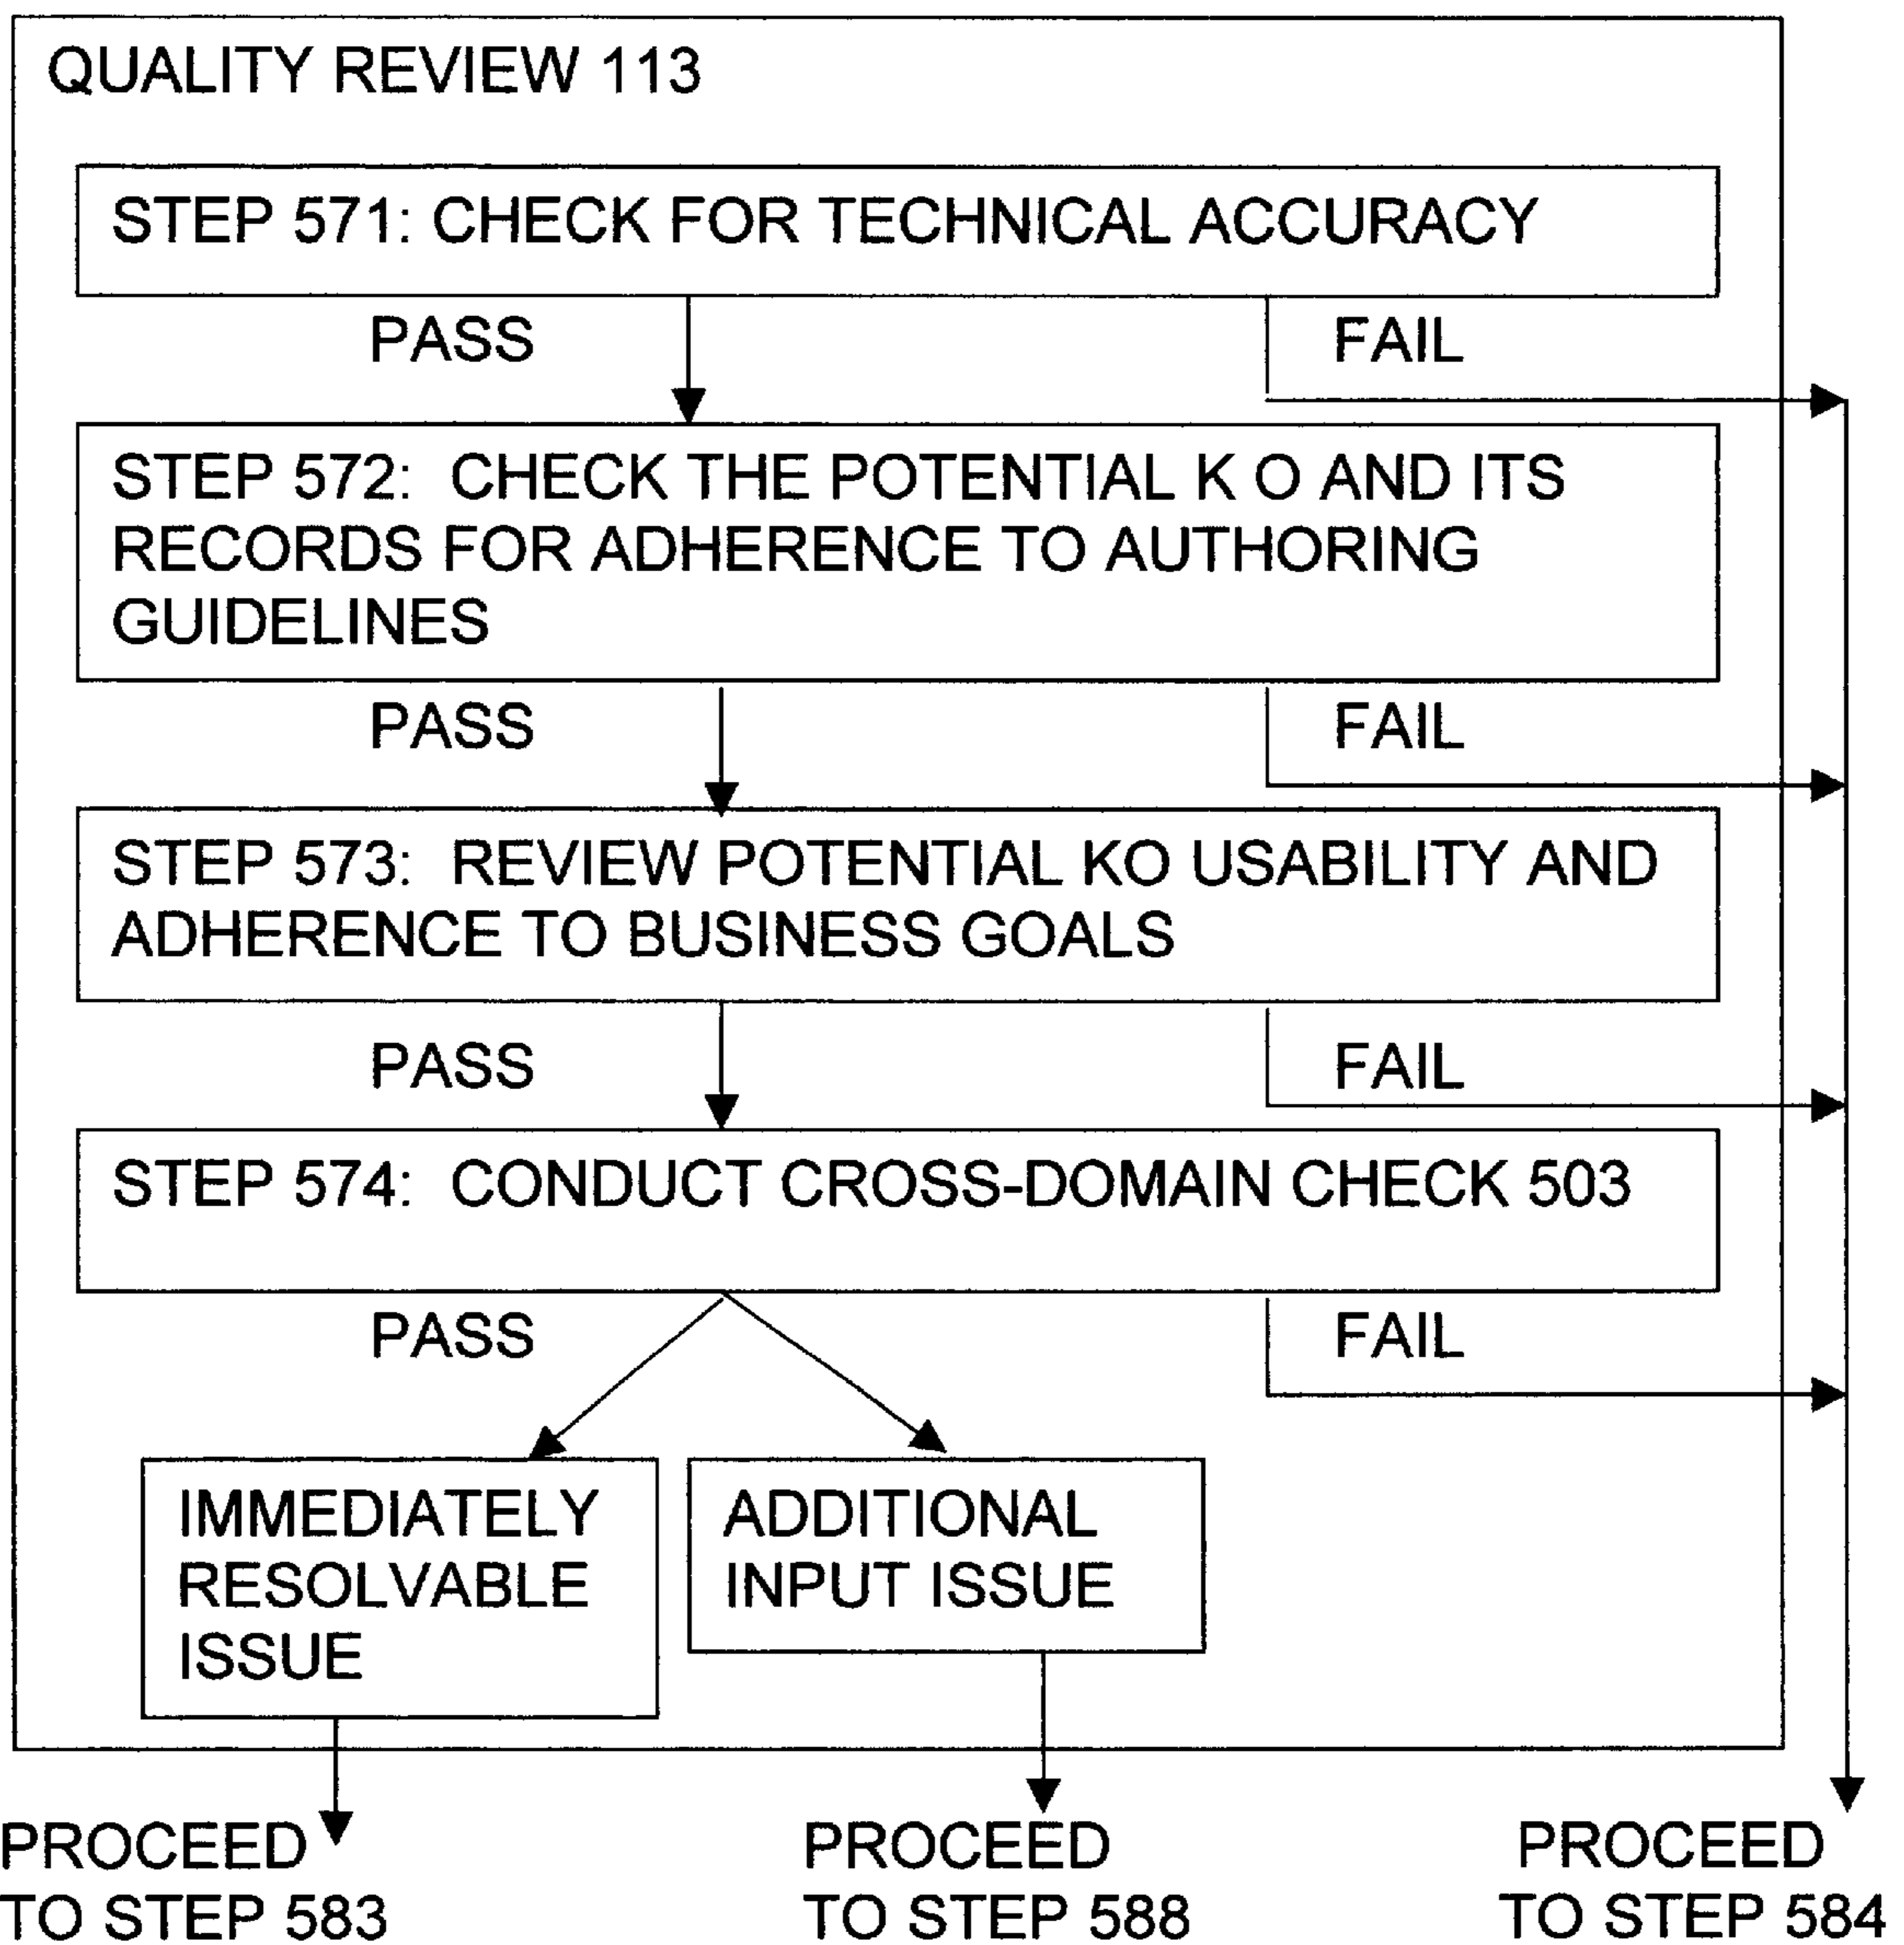 QUALITY REVIEW 113
STEP 571: CHECK FOR TECHNICAL ACCURACY
PASS
FAIL
STEP 572: CHECK THE POTENTIAL K O AND ITS
RECORDS FOR ADHERENCE TO AUTHORING
GUIDELINES
PASS
FAIL
STEP 573: REVIEW POTENTIAL KO USABILITY AND
ADHERENCE TO BUSINESS GOALS
PASS
FAIL
STEP 574: CONDUCT CROSS-DOMAIN CHECK 503
PASS
FAIL
IMMEDIATELY
RESOLVABLE
ISSUE
ADDITIONAL
INPUT ISSUE
PROCEED
TO STEP 583
PROCEED
TO STEP 588
PROCEED
TO STEP 584